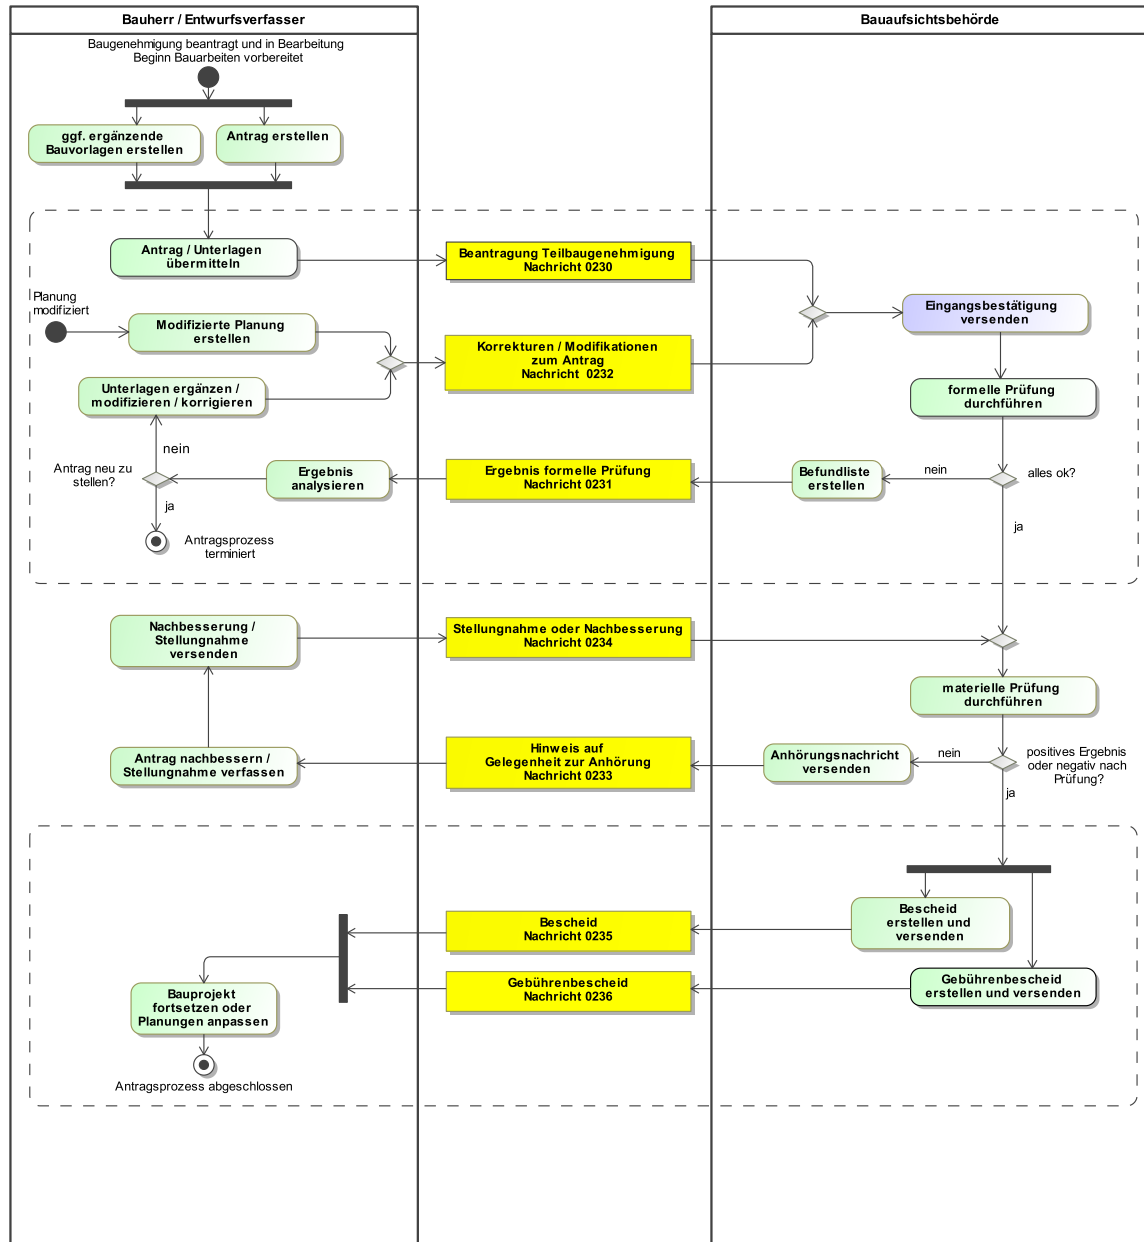 Bauherr / Entwurfsverfasser
Bauaufsichtsbehörde
Baugenehmigung beantragt und in Bearbeitung
Beginn Bauarbeiten vorbereitet
ggf. ergänzende
Bauvorlagen erstellen
Antrag erstellen
Antrag / Unterlagen
übermitteln
Beantragung Teilbaugenehmigung
Nachricht 0230
Planung
modifiziert
Modifizierte Planung
erstellen
Eingangsbestätigung
versenden
Korrekturen / Modifikationen
zum Antrag
Nachricht  0232
Unterlagen ergänzen /
modifizieren / korrigieren
formelle Prüfung
durchführen
nein
Antrag neu zu
stellen?
Ergebnis
analysieren
Ergebnis formelle Prüfung
Nachricht 0231
Befundliste
erstellen
nein
alles ok?
ja
ja
Antragsprozess
terminiert
Nachbesserung /
Stellungnahme
versenden
Stellungnahme oder Nachbesserung
Nachricht 0234
materielle Prüfung
durchführen
Antrag nachbessern /
Stellungnahme verfassen
Hinweis auf
Gelegenheit zur Anhörung
Nachricht 0233
Anhörungsnachricht
versenden
nein
positives Ergebnis
oder negativ nach
Prüfung?
ja
Bescheid
erstellen und
versenden
Bescheid
Nachricht 0235
Gebührenbescheid
erstellen und versenden
Gebührenbescheid
Nachricht 0236
Bauprojekt
fortsetzen oder
Planungen anpassen
Antragsprozess abgeschlossen